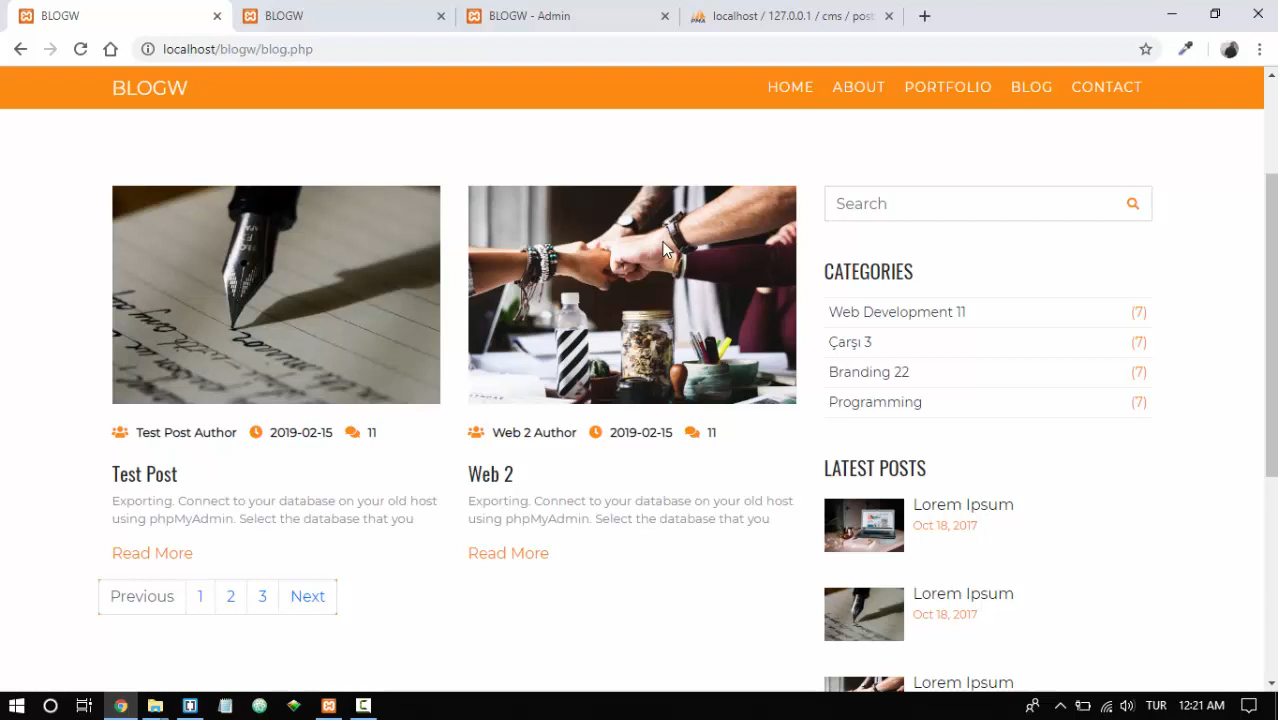 BLOGW
BLOGW
BLOGW - Admin
localhost / 127.0.0.1 / cms / post
localhost/blogw/blog.php
BLOGW
HOME ABOUT PORTFOLIO BLOG CONTACT
Search
CATEGORIES
Web Development 11 (7)
Çarşı 3 (7)
Branding 22 (7)
Programming (7)
Test Post Author 2019-02-15 11
Web 2 Author 2019-02-15 11
Test Post
Exporting. Connect to your database on your old host
using phpMyAdmin. Select the database that you
Read More
Web 2
Exporting. Connect to your database on your old host
using phpMyAdmin. Select the database that you
Read More
Previous 1 2 3 Next
LATEST POSTS
Lorem Ipsum
Oct 18, 2017
Lorem Ipsum
Oct 18, 2017
Lorem Ipsum
TUR 12:21 AM